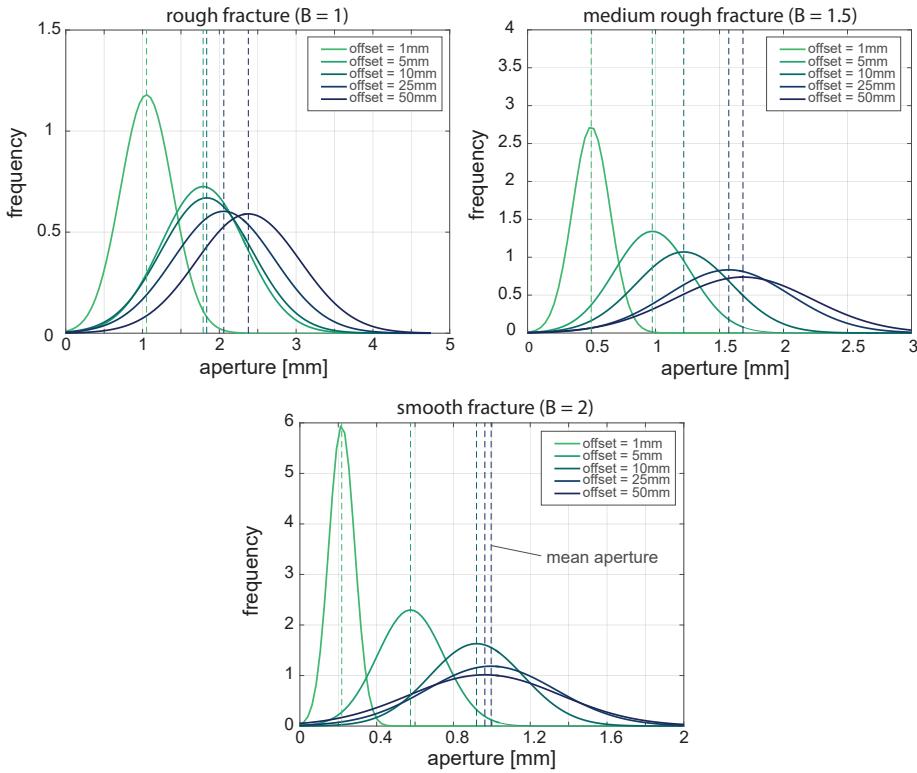 rough fracture (B = 1)
1.5
1
0.5
0
frequency
0
1
2
3
4
5
aperture [mm]
offset = 1mm
offset = 5mm
offset = 10mm
offset = 25mm
offset = 50mm
medium rough fracture (B = 1.5)
4
3.5
3
2.5
2
1.5
1
0.5
0
frequency
0
0.5
1
1.5
2
2.5
3
aperture [mm]
offset = 1mm
offset = 5mm
offset = 10mm
offset = 25mm
offset = 50mm
smooth fracture (B = 2)
6
5
4
3
2
1
0
frequency
0
0.4
0.8
1.2
1.6
2
aperture [mm]
offset = 1mm
offset = 5mm
offset = 10mm
offset = 25mm
offset = 50mm
mean aperture